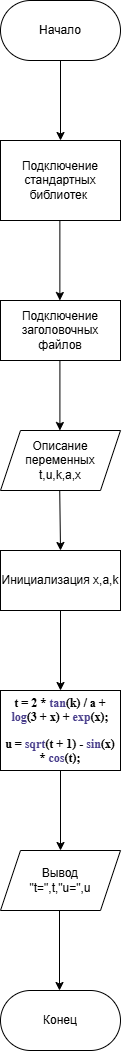 Начало
Подключение
стандартных
библиотек
Подключение
заголовочных
файлов
Описание
переменных
t,u,k,a,x
Инициализация x,a,k
t = 2 * tan(k) / a +
log(3 + x) + exp(x);
u = sqrt(t + 1) - sin(x)
* cos(t);
Вывод
"t=",t,"u=",u
Конец